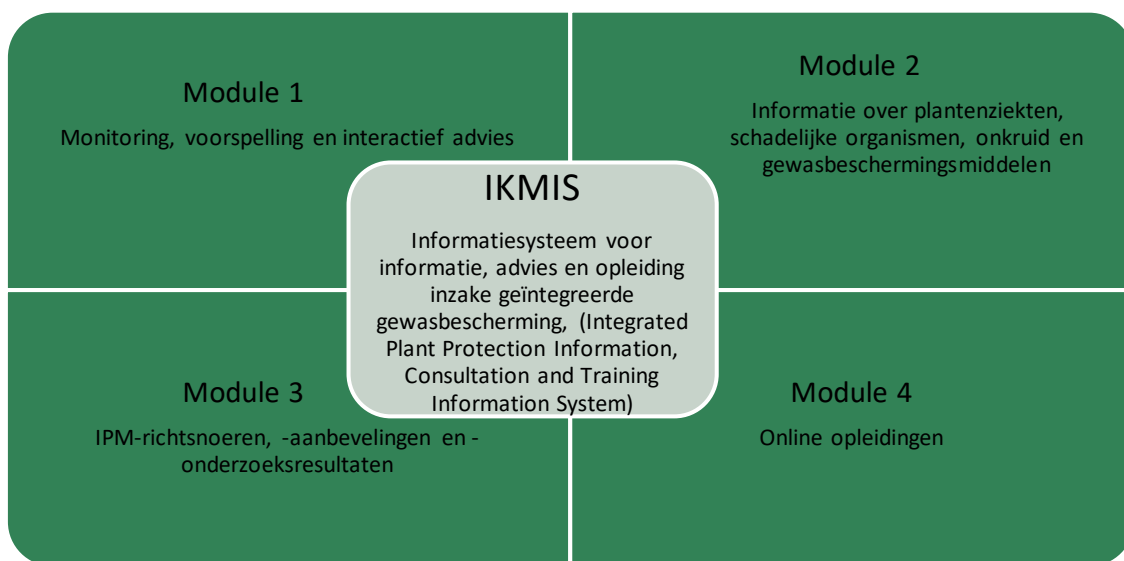 Module 1
Monitoring, voorspelling en interactief advies
Module 2
Informatie over plantenziekten,
schadelijke organismen, onkruid en
gewasbeschermingsmiddelen
IKMIS
Informatiesysteem voor
informatie, advies en opleiding
inzake geïntegreerde
gewasbescherming, (Integrated
Plant Protection Information,
Consultation and Training
Information System)
Module 3
IPM-richtsnoeren, -aanbevelingen en -
onderzoeksresultaten
Module 4
Online opleidingen